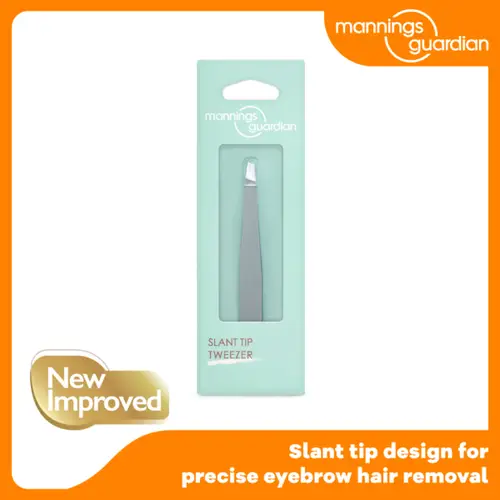 mannings
guardian
mannings
guardian
SLANT TIP
TWEEZER
New
Improved
Slant tip design for
precise eyebrow hair removal